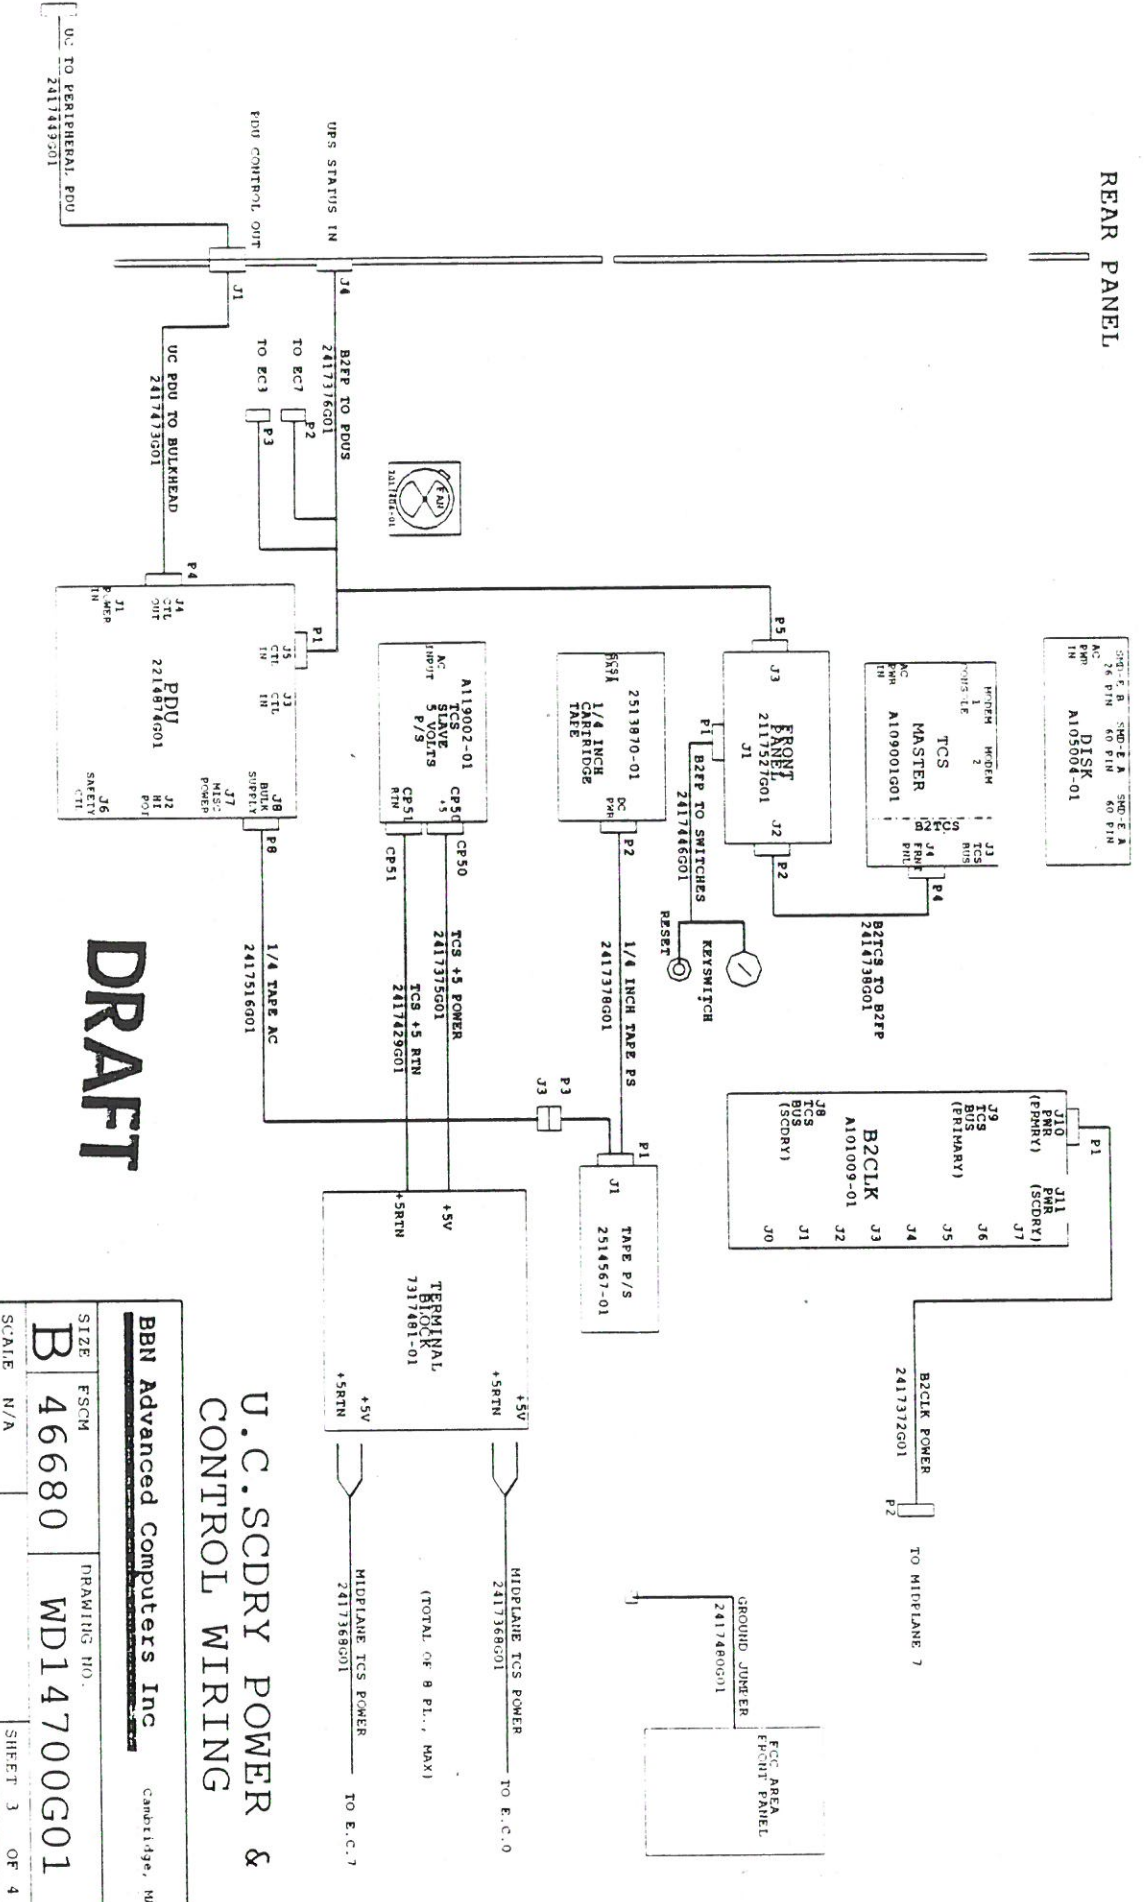 REAR PANEL
UC TO PERIPHERAL PDU
2417449G01
PDU CONTROL OUT
UPS STATUS IN
J1
J4
B2FP TO PDUS
2417376G01
TO EC7
P2
TO EC3
P3
UC PDU TO BULKHEAD
2417473G01
FAN
P4
J4
CTL
OUT
J1
POWER
IN
P1
J5
CTL
IN
J3
CTL
IN
PDU
2214874G01
J8
BULK
SUPPLY
J7
MISC
POWER
J2
HI
POT
J6
SAFETY
CTL
P8
1/4 TAPE AC
2417516G01
AC
INPUT
A119002-01
TCS
SLAVE
5 VOLTS
P/S
CP50
+5
CP51
RTN
CP50
CP51
TCS +5 POWER
2417375G01
TCS +5 RTN
2417429G01
SCSI
DATA
2513870-01
1/4 INCH
CARTRIDGE
TAPE
DC
PWR
P2
1/4 INCH TAPE PS
2417378G01
P5
J3
FRONT
PANEL
2117527G01
J1
J2
P1
P2
B2FP TO SWITCHES
2417446G01
RESET
KEYSWITCH
MODEM
1
CONSOLE
MODEM
2
AC
PWR
IN
TCS
MASTER
A109001G01
B2TCS
J3
TCS
BUS
J4
FRNT
PNL
P4
B2TCS TO B2FP
2414738G01
SMD-E B
26 PIN
SMD-E A
60 PIN
SMD-E A
60 PIN
AC
PWR
IN
DISK
A105004-01
P3
J3
P1
J1
TAPE P/S
2514567-01
J10
PWR
(PRMRY)
P1
J11
PWR
(SCDRY)
J9
TCS
BUS
(PRIMARY)
J8
TCS
BUS
(SCDRY)
B2CLK
A101009-01
J7
J6
J5
J4
J3
J2
J1
J0
B2CLK POWER
2417372G01
P2
TO MIDPLANE 7
+5V
+5RTN
TERMINAL
BLOCK
7317481-01
+5V
+5RTN
+5V
+5RTN
MIDPLANE TCS POWER
2417368G01
TO E.C.0
(TOTAL OF 8 PL., MAX)
MIDPLANE TCS POWER
2417368G01
TO E.C.7
GROUND JUMPER
2417480G01
FCC AREA
FRONT PANEL
DRAFT
U.C.SCDRY POWER &
CONTROL WIRING
BBN Advanced Computers Inc
Cambridge,
SIZE
B
FSCM
46680
DRAWING NO.
WD14700G01
SCALE N/A
SHEET 3 OF 4